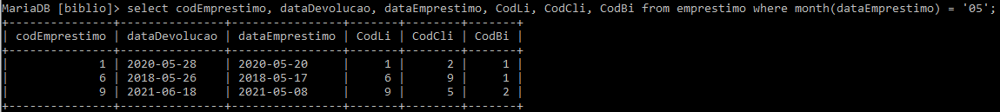 MariaDB [biblio]> select codEmprestimo, dataDevolucao, dataEmprestimo, CodLi, CodCli, CodBi from emprestimo where month(dataEmprestimo) = '05';
+---------------+---------------+----------------+-------+--------+-------+
| codEmprestimo | dataDevolucao | dataEmprestimo | CodLi | CodCli | CodBi |
+---------------+---------------+----------------+-------+--------+-------+
|             1 | 2020-05-28    | 2020-05-20     |     1 |      2 |     1 |
|             6 | 2018-05-26    | 2018-05-17     |     6 |      9 |     1 |
|             9 | 2021-06-18    | 2021-05-08     |     9 |      5 |     2 |
+---------------+---------------+----------------+-------+--------+-------+